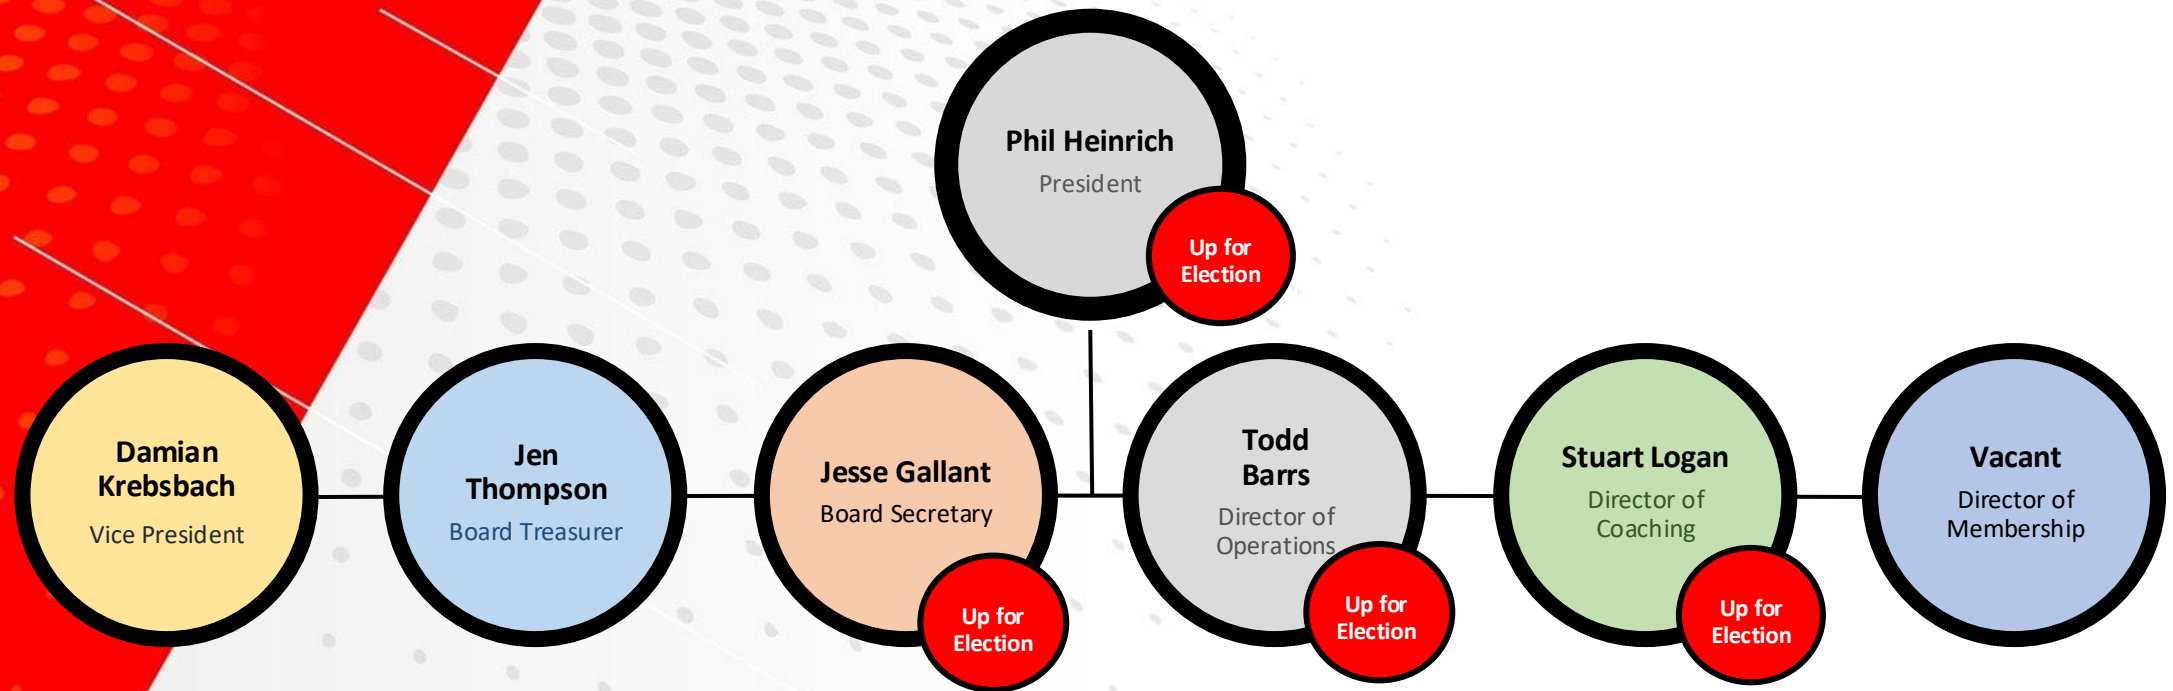 Phil Heinrich
President
Up for
Election
Damian
Krebsbach
Vice President
Jen
Thompson
Board Treasurer
Jesse Gallant
Board Secretary
Up for
Election
Todd
Barrs
Director of
Operations
Up for
Election
Stuart Logan
Director of
Coaching
Up for
Election
Vacant
Director of
Membership